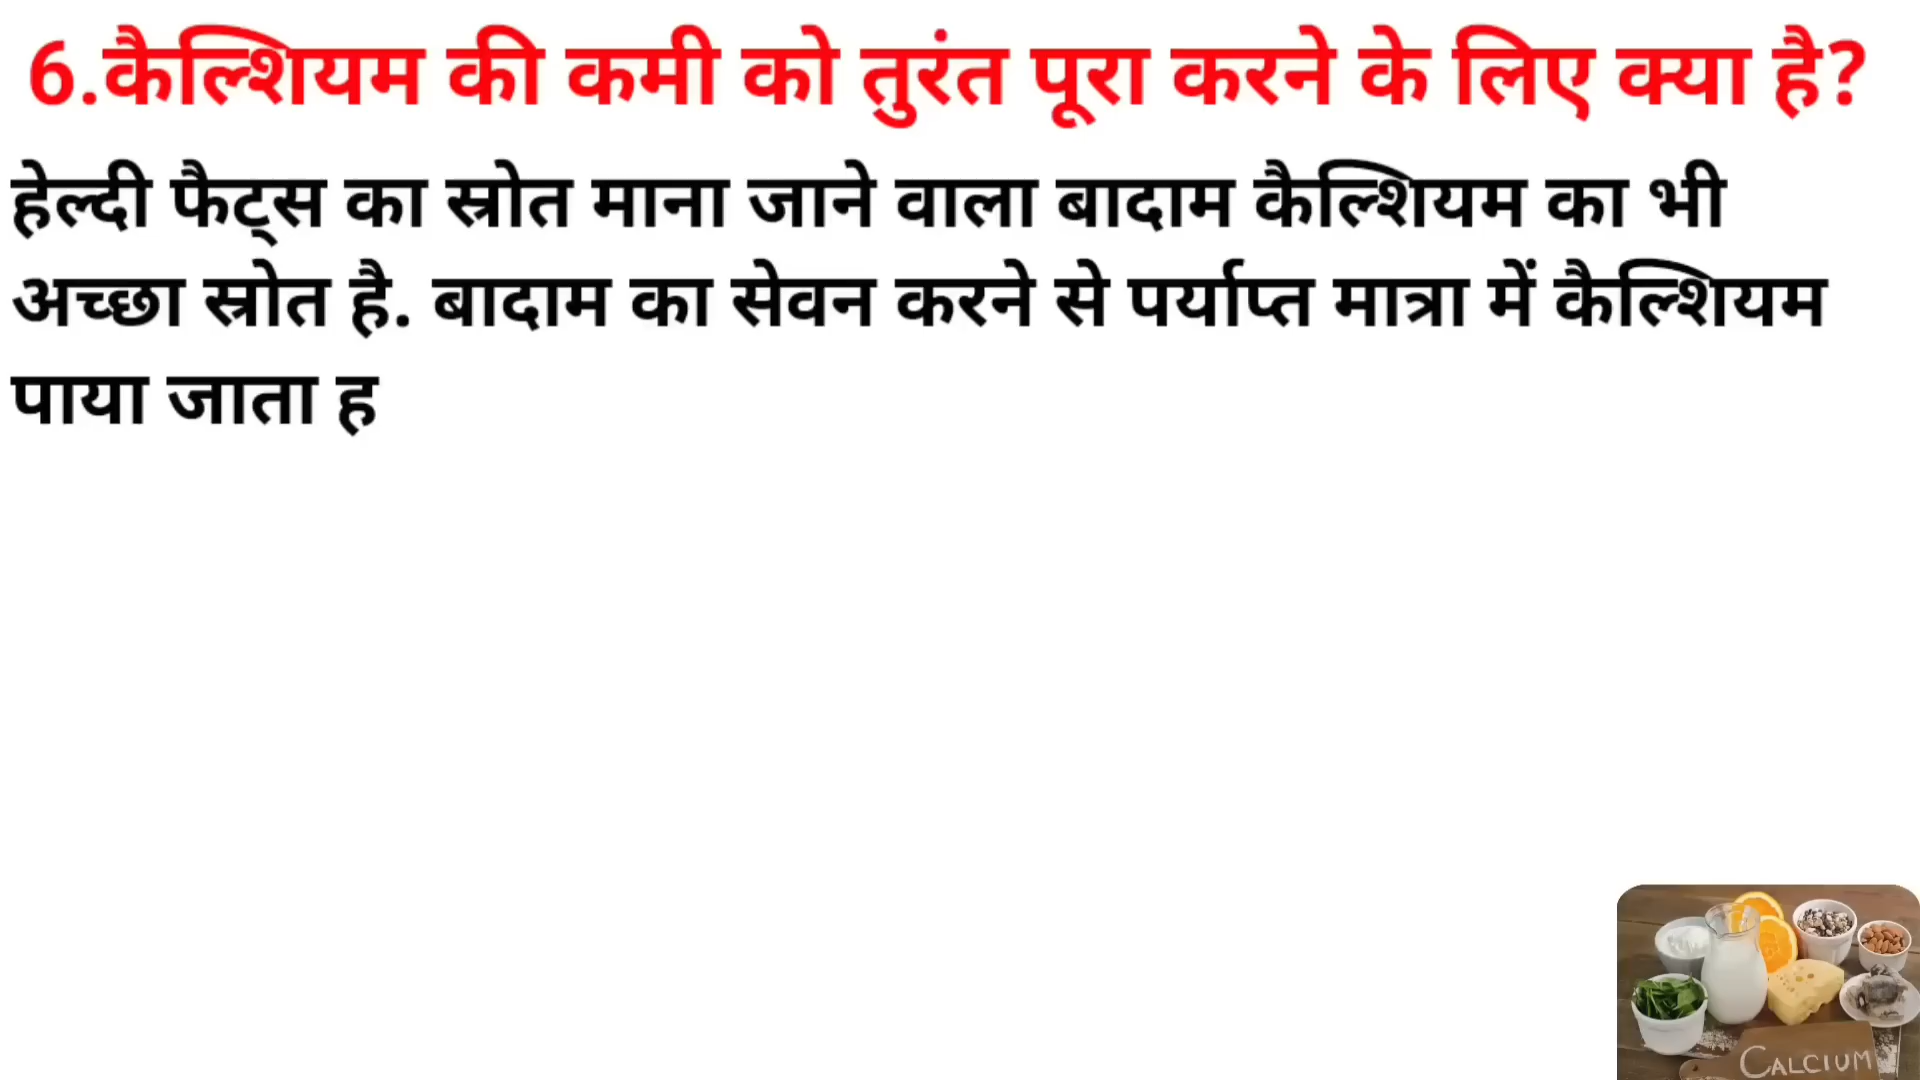 6.कैल्शियम की कमी को तुरंत पूरा करने के लिए क्या है?
हेल्दी फैट्स का स्रोत माना जाने वाला बादाम कैल्शियम का भी
अच्छा स्रोत है. बादाम का सेवन करने से पर्याप्त मात्रा में कैल्शियम
पाया जाता ह
CALCIUM